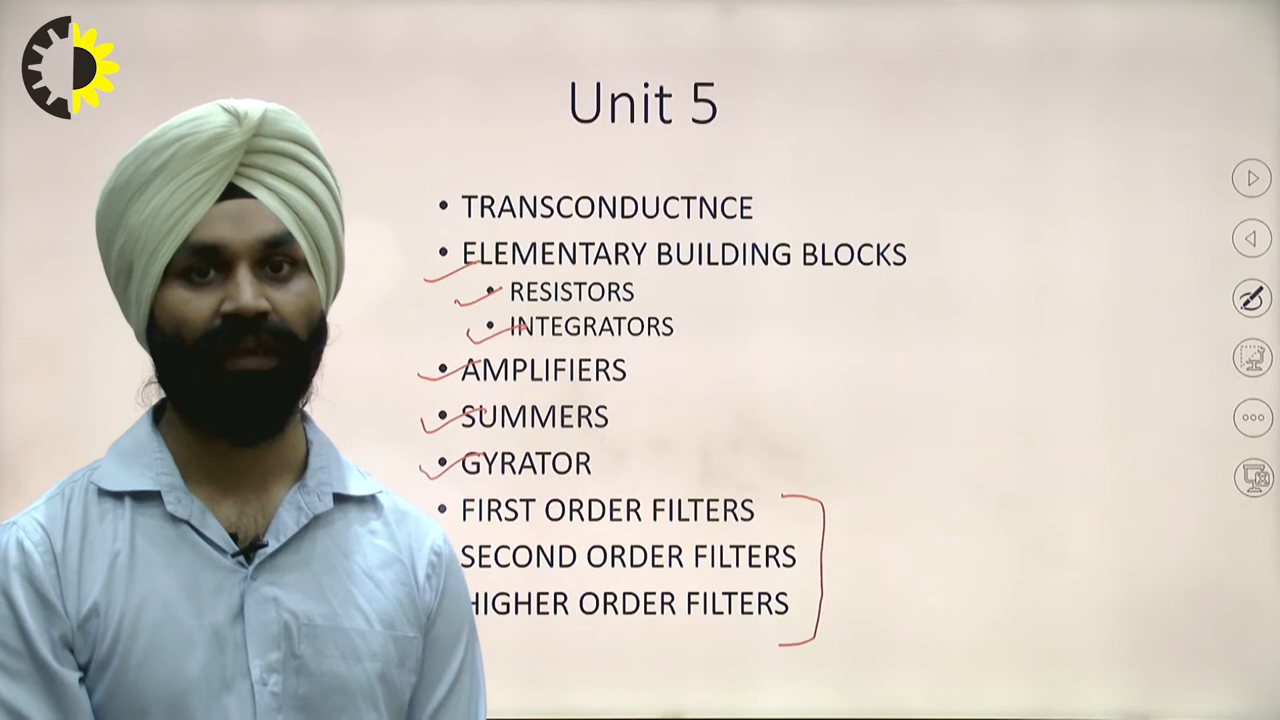 Unit 5
• TRANSCONDUCTNCE
• ELEMENTARY BUILDING BLOCKS
• RESISTORS
• INTEGRATORS
• AMPLIFIERS
• SUMMERS
• GYRATOR
• FIRST ORDER FILTERS
SECOND ORDER FILTERS
HIGHER ORDER FILTERS